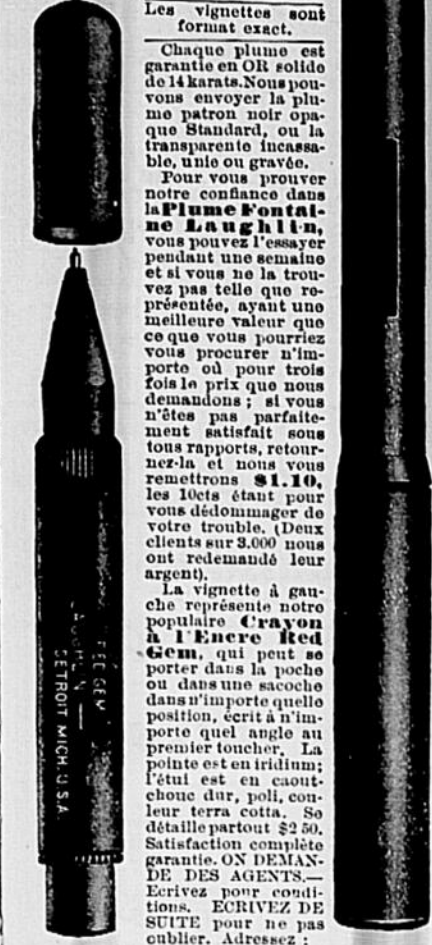 Les vignettes sont
format exact.
Chaque plume est
garantie en OR solide
de 14 karats. Nous pou-
vons envoyer la plu-
me patron noir opa-
que Standard, ou la
transparente incassa-
ble, unie ou gravée.
Pour vous prouver
notre confiance dans
la Plume Fontai-
ne Laughlin,
vous pouvez l'essayer
pendant une semaine
et si vous ne la trou-
vez pas telle que re-
présentée, ayant une
meilleure valeur que
ce que vous pourriez
vous procurer n'im-
porte où pour trois
fois le prix que nous
demandons ; si vous
n'êtes pas parfaite-
ment satisfait sous
tous rapports, retour-
nez-la et nous vous
remettrons $1.10,
les 10cts étant pour
vous dédommager de
votre trouble. (Deux
clients sur 3.000 nous
ont redemandé leur
argent).
La vignette à gau-
che représente notre
populaire Crayon
à l'Encre Red
Gem, qui peut se
porter dans la poche
ou dans une sacoche
dans n'importe quelle
position, écrit à n'im-
porte quel angle au
premier toucher. La
pointe est en iridium;
l'étui est en caout-
chouc dur, poli, cou-
leur terra cotta. Se
détaille partout $2 50.
Satisfaction complète
garantie. ON DEMAN-
DE DES AGENTS.—
Ecrivez pour condi-
tions. ECRIVEZ DE
SUITE pour ne pas
oublier. Adressez :
GEM
DETROIT MICH U.S.A.